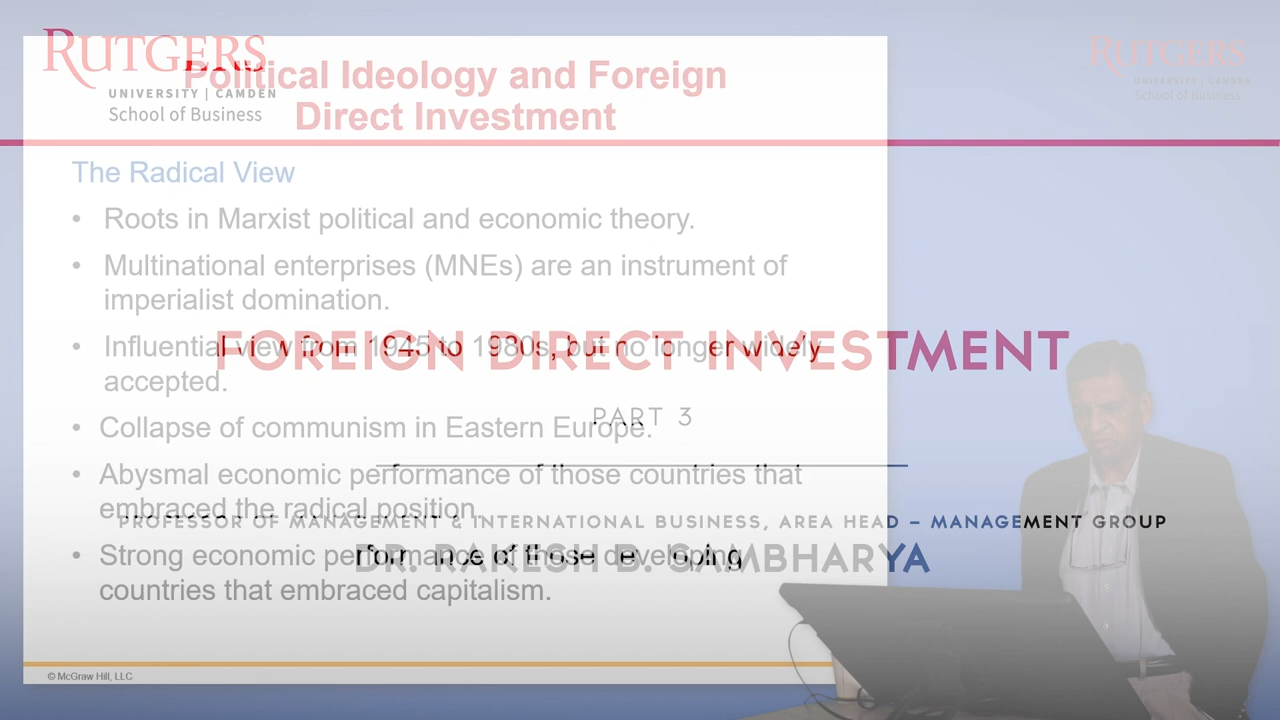 RUTGERS
UNIVERSITY | CAMDEN
School of Business
RUTGERS
UNIVERSITY | CAMDEN
School of Business
Political Ideology and Foreign
Direct Investment
The Radical View
• Roots in Marxist political and economic theory.
• Multinational enterprises (MNEs) are an instrument of
imperialist domination.
• Influential view from 1945 to 1980s, but no longer widely
accepted.
• Collapse of communism in Eastern Europe.
• Abysmal economic performance of those countries that
embraced the radical position.
• Strong economic performance of those developing
countries that embraced capitalism.
© McGraw Hill, LLC
FOREIGN DIRECT INVESTMENT
PART 3
PROFESSOR OF MANAGEMENT & INTERNATIONAL BUSINESS, AREA HEAD – MANAGEMENT GROUP
DR. RAKESH B. SAMBHARYA